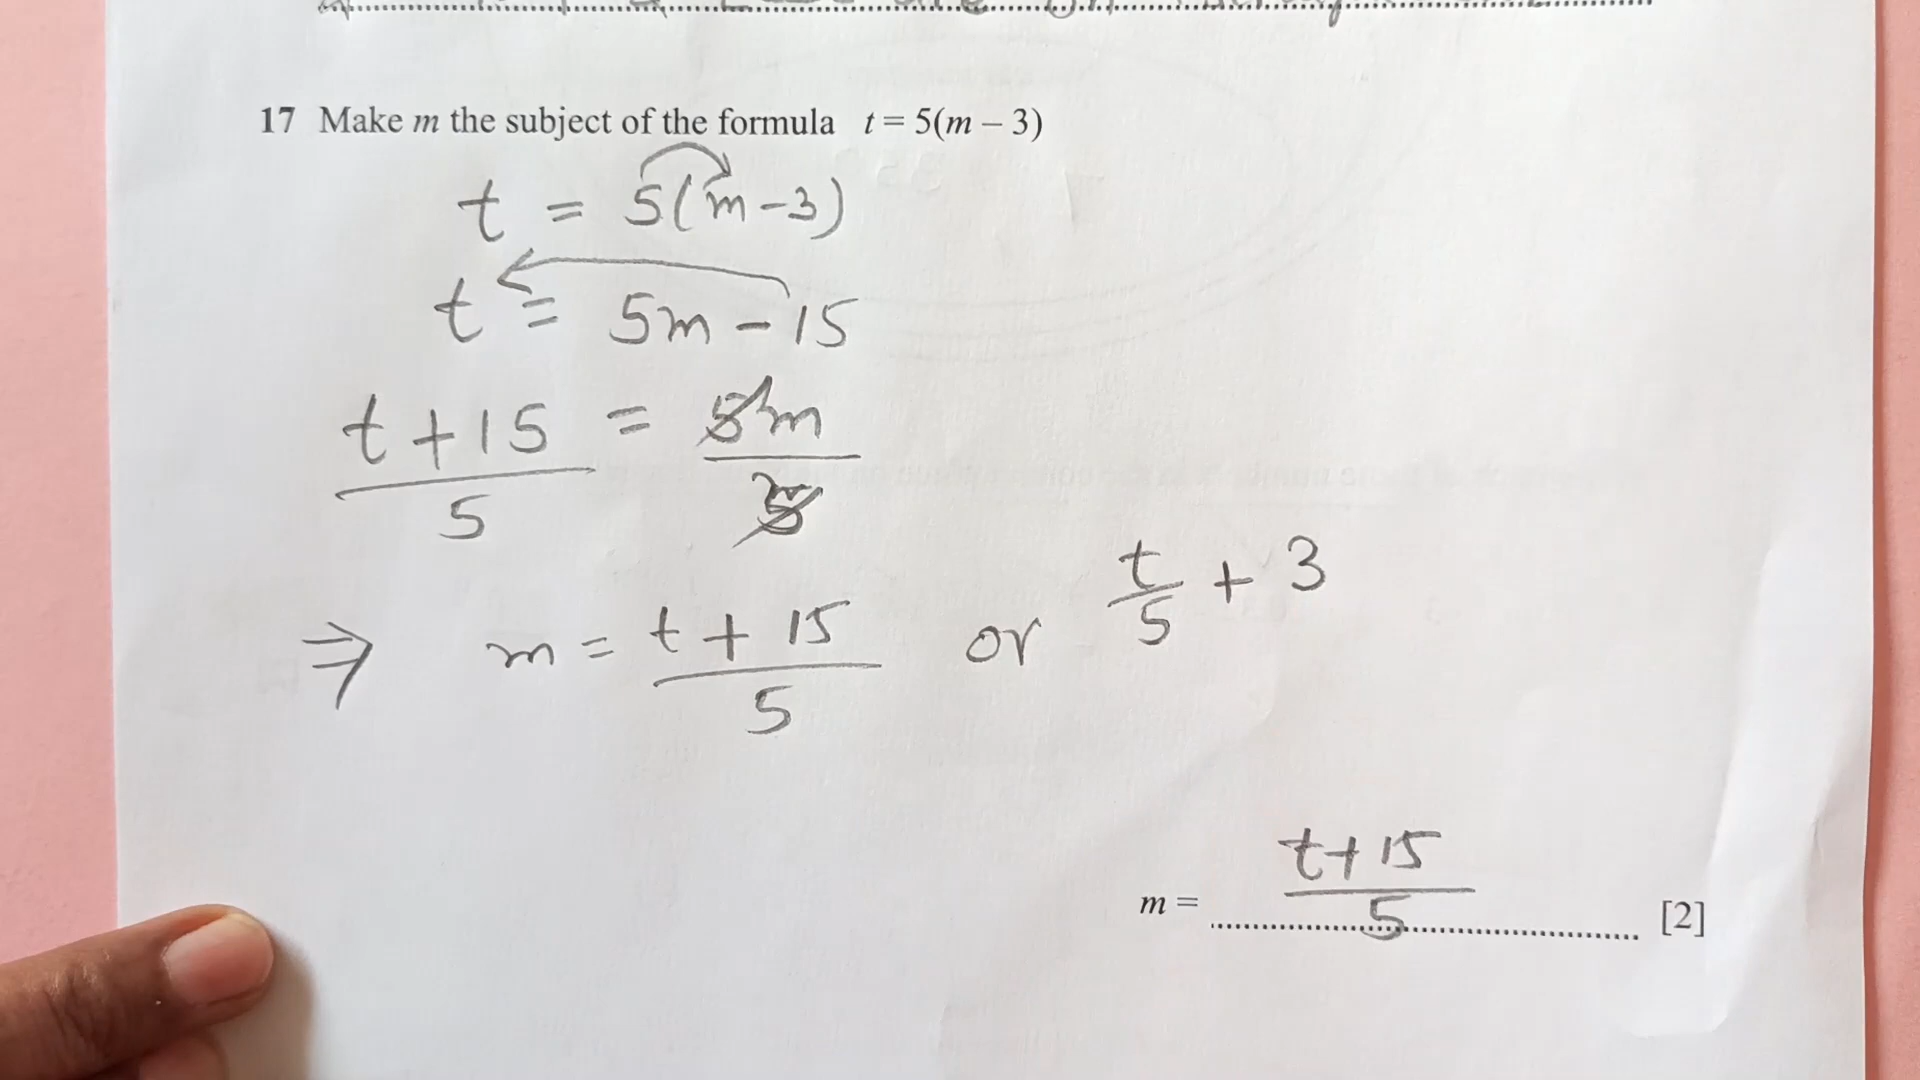 17 Make m the subject of the formula t = 5(m – 3)
t = 5(m-3)
t = 5m - 15
t+15 = 5m
5 5
⇒ m = t + 15 or t + 3
5 5
m = t+15 [2]
5